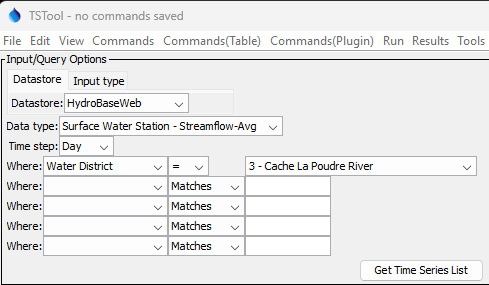 TSTool - no commands saved
File Edit View Commands Commands(Table) Commands(Plugin) Run Results Tools
Input/Query Options
Datastore Input type
Datastore: HydroBaseWeb
Data type: Surface Water Station - Streamflow-Avg
Time step: Day
Where: Water District = 3 - Cache La Poudre River
Where: Matches
Where: Matches
Where: Matches
Where: Matches
Get Time Series List